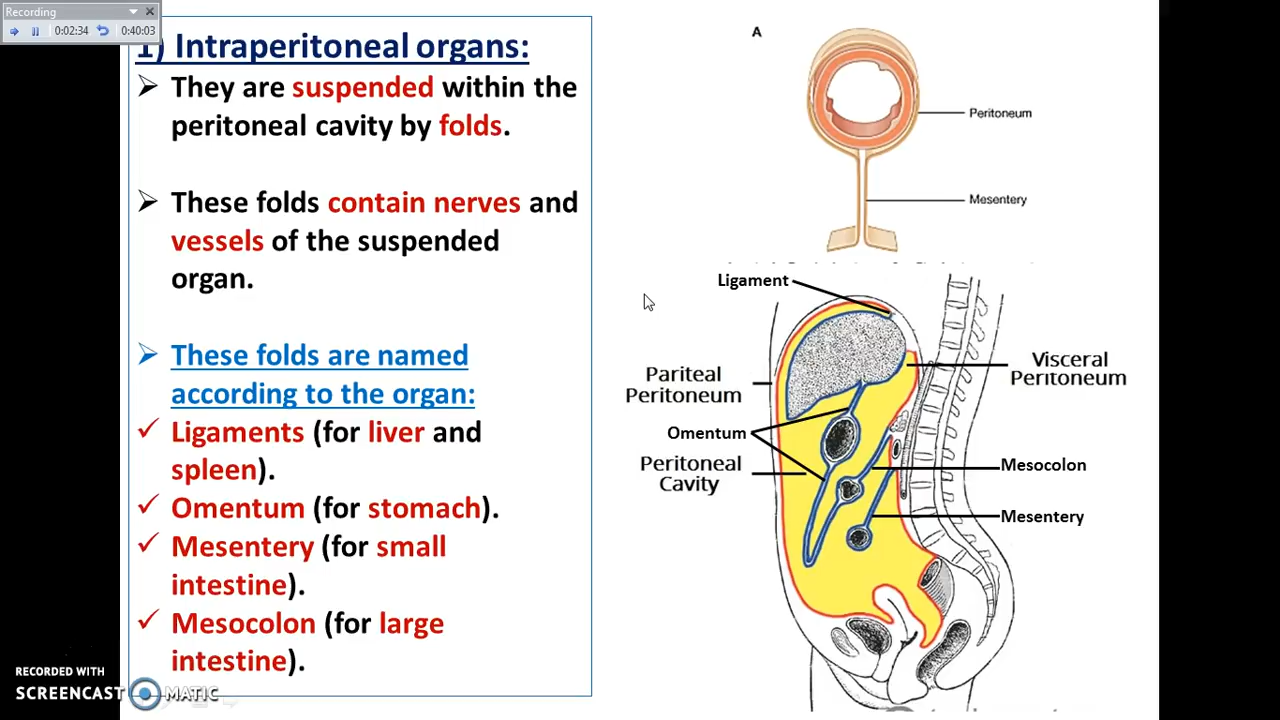 Recording
0:02:34
0:40:03
1) Intraperitoneal organs:
They are suspended within the
peritoneal cavity by folds.
These folds contain nerves and
vessels of the suspended
organ.
These folds are named
according to the organ:
Ligaments (for liver and
spleen).
Omentum (for stomach).
Mesentery (for small
intestine).
Mesocolon (for large
intestine).
A
Peritoneum
Mesentery
Ligament
Pariteal
Peritoneum
Visceral
Peritoneum
Omentum
Peritoneal
Cavity
Mesocolon
Mesentery
RECORDED WITH
SCREENCAST MATIC